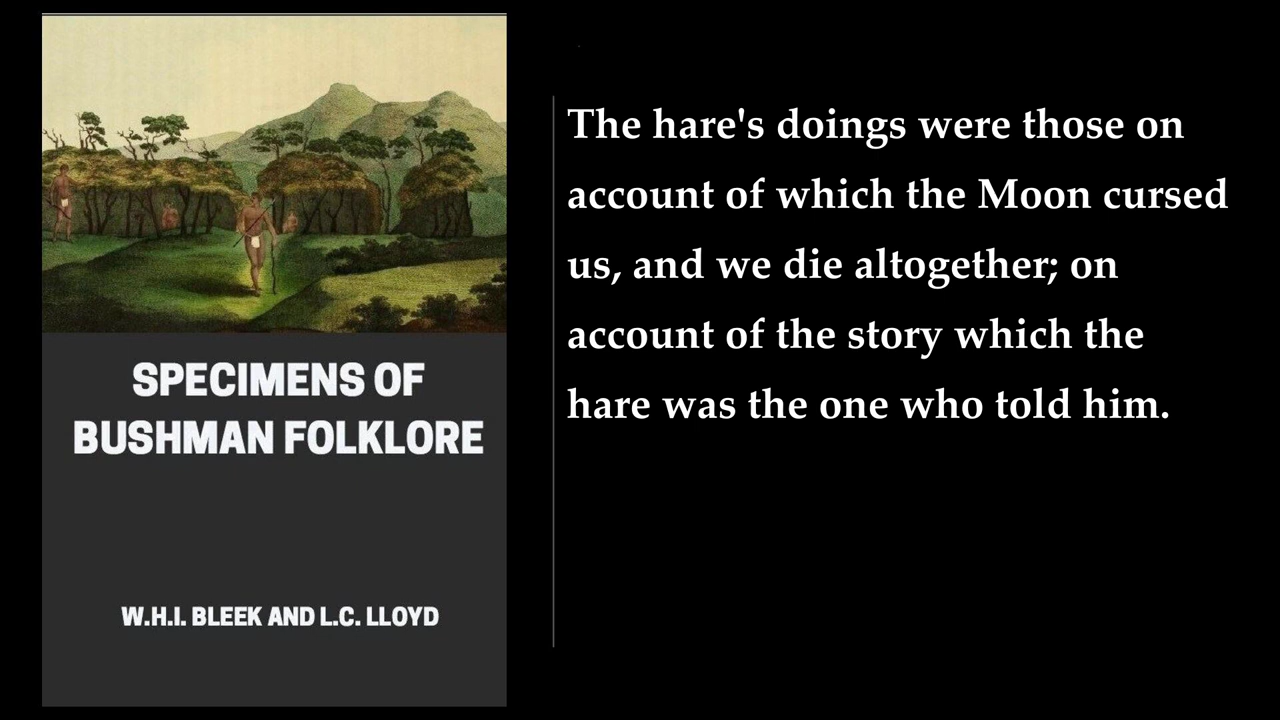 SPECIMENS OF
BUSHMAN FOLKLORE
W.H.I. BLEEK AND L.C. LLOYD
The hare's doings were those on
account of which the Moon cursed
us, and we die altogether; on
account of the story which the
hare was the one who told him.